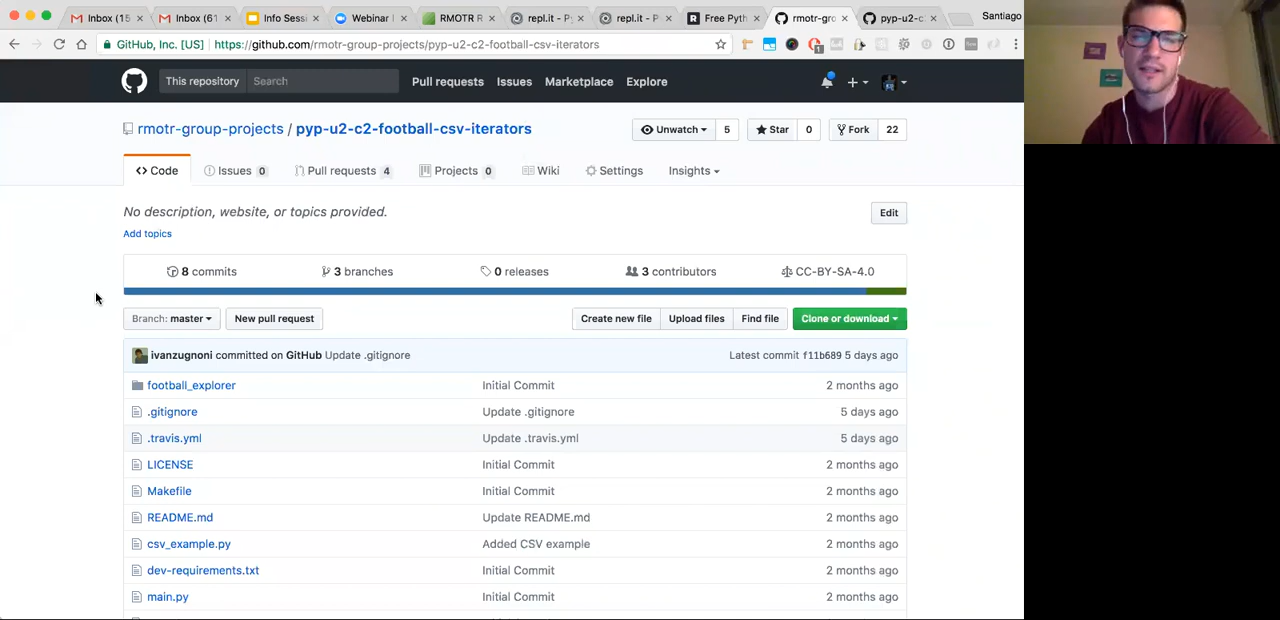 Inbox (15
Inbox (61
Info Sessi
Webinar
RMOTR R
repl.it - P
repl.it - P
Free Pyth
rmotr-gro
pyp-u2-c
Santiago
GitHub, Inc. [US]
https://github.com/rmotr-group-projects/pyp-u2-c2-football-csv-iterators
This repository
Search
Pull requests
Issues
Marketplace
Explore
rmotr-group-projects / pyp-u2-c2-football-csv-iterators
Unwatch
5
Star
0
Fork
22
Code
Issues 0
Pull requests 4
Projects 0
Wiki
Settings
Insights
No description, website, or topics provided.
Edit
Add topics
8 commits
3 branches
0 releases
3 contributors
CC-BY-SA-4.0
Branch: master
New pull request
Create new file
Upload files
Find file
Clone or download
ivanzugnoni committed on GitHub Update .gitignore
Latest commit f11b689 5 days ago
football_explorer
Initial Commit
2 months ago
.gitignore
Update .gitignore
5 days ago
.travis.yml
Update .travis.yml
5 days ago
LICENSE
Initial Commit
2 months ago
Makefile
Initial Commit
2 months ago
README.md
Update README.md
2 months ago
csv_example.py
Added CSV example
2 months ago
dev-requirements.txt
Initial Commit
2 months ago
main.py
Initial Commit
2 months ago